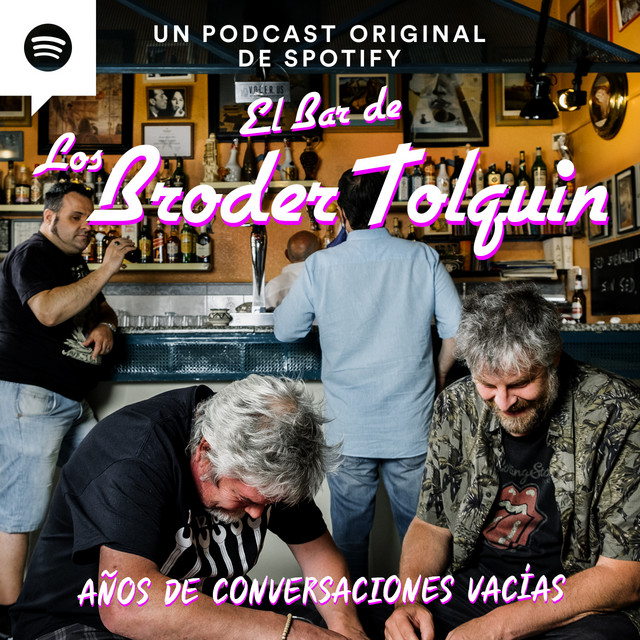 UN PODCAST ORIGINAL
DE SPOTIFY
El Bar de
Los
Broder Tolquin
AÑOS DE CONVERSACIONES VACÍAS